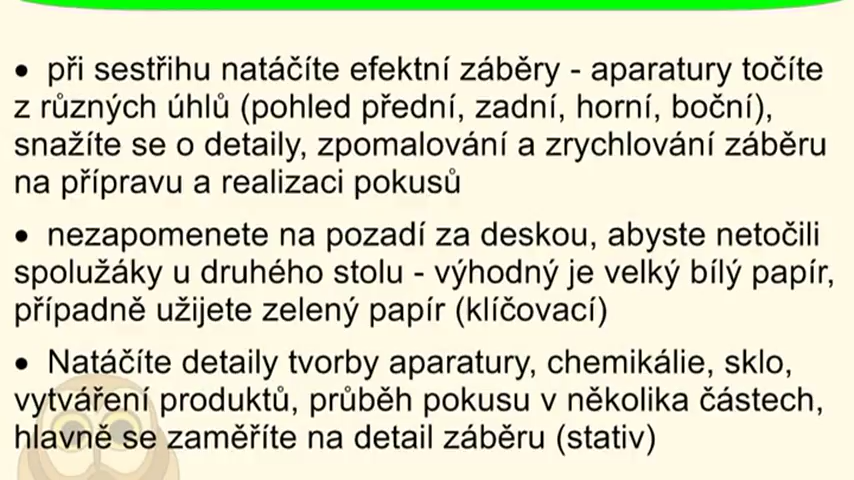 • při sestřihu natáčíte efektní záběry - aparatury točíte
z různých úhlů (pohled přední, zadní, horní, boční),
snažíte se o detaily, zpomalování a zrychlování záběru
na přípravu a realizaci pokusů
• nezapomenete na pozadí za deskou, abyste netočili
spolužáky u druhého stolu - výhodný je velký bílý papír,
případně užijete zelený papír (klíčovací)
• Natáčíte detaily tvorby aparatury, chemikálie, sklo,
vytváření produktů, průběh pokusu v několika částech,
hlavně se zaměříte na detail záběru (stativ)